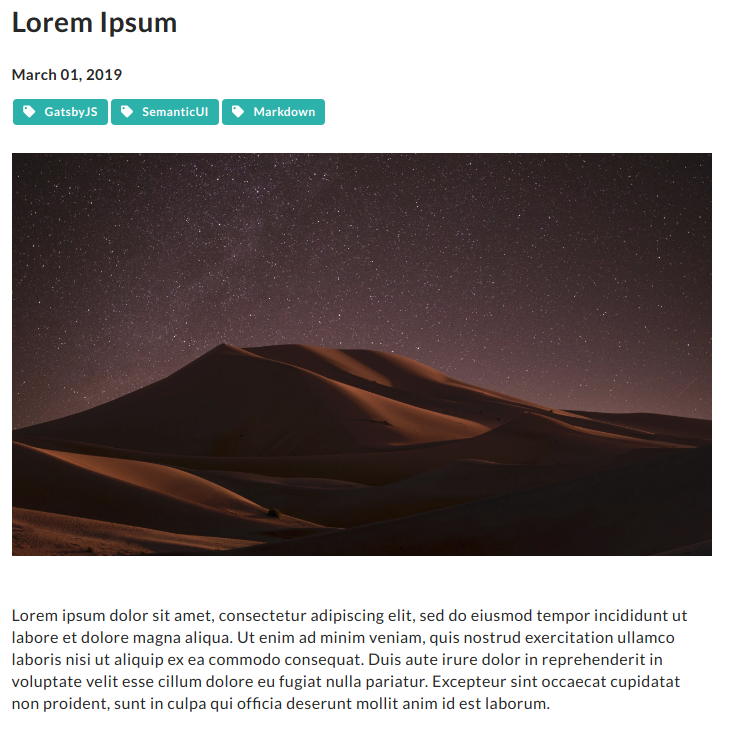 Lorem Ipsum
March 01, 2019
GatsbyJS SemanticUI Markdown
Lorem ipsum dolor sit amet, consectetur adipiscing elit, sed do eiusmod tempor incididunt ut
labore et dolore magna aliqua. Ut enim ad minim veniam, quis nostrud exercitation ullamco
laboris nisi ut aliquip ex ea commodo consequat. Duis aute irure dolor in reprehenderit in
voluptate velit esse cillum dolore eu fugiat nulla pariatur. Excepteur sint occaecat cupidatat
non proident, sunt in culpa qui officia deserunt mollit anim id est laborum.